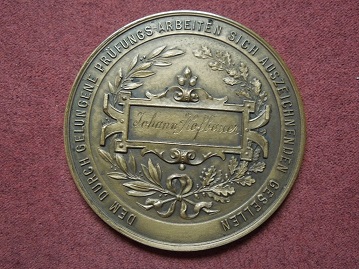 DEM DURCH GELUNGENE PRÜFUNGS-ARBEITEN SICH AUSZEICHNENDEN GESELLEN
Johann